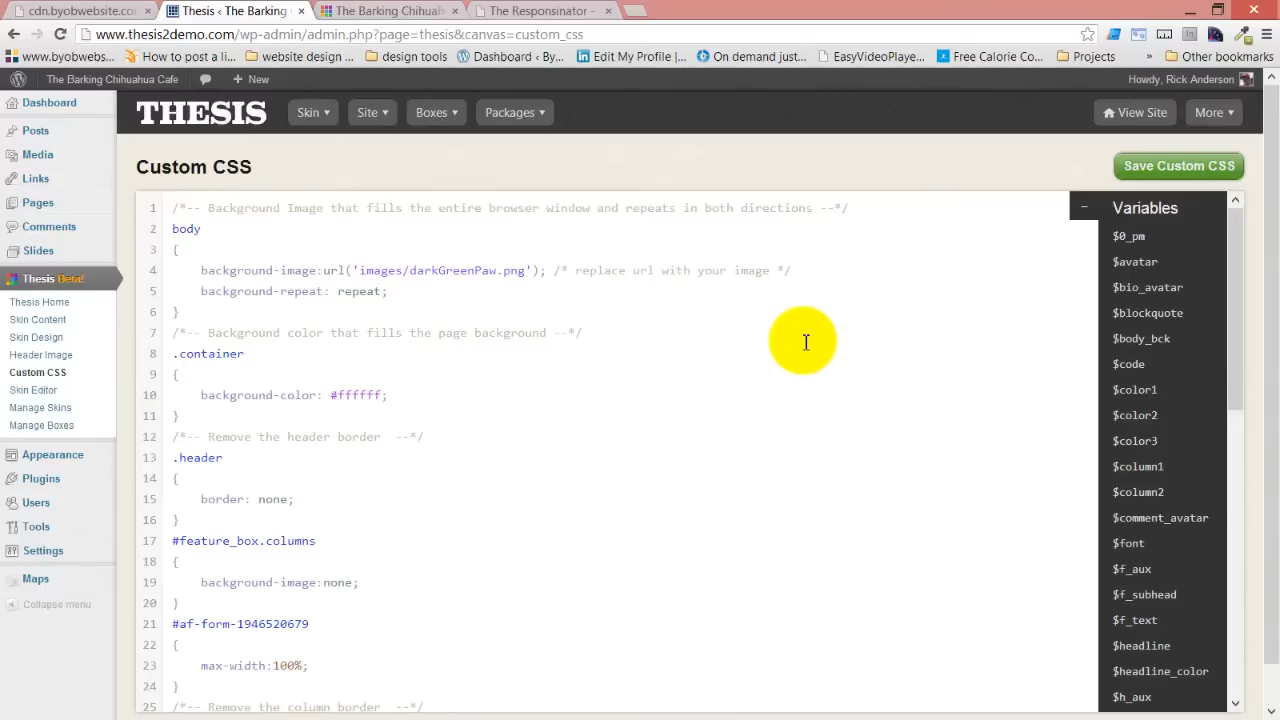 cdn.byobwebsite.com
Thesis ‹ The Barking
The Barking Chihuah
The Responsinator -
www.thesis2demo.com/wp-admin/admin.php?page=thesis&canvas=custom_css
www.byobwebs...
How to post a li...
website design ...
design tools
Dashboard ‹ By...
Edit My Profile |...
On demand just...
EasyVideoPlaye...
Free Calorie Co...
Projects
»
Other bookmarks
The Barking Chihuahua Cafe
+ New
Howdy, Rick Anderson
Dashboard
Posts
Media
Links
Pages
Comments
Slides
Thesis Beta!
Thesis Home
Skin Content
Skin Design
Header Image
Custom CSS
Skin Editor
Manage Skins
Manage Boxes
Appearance
Plugins
Users
Tools
Settings
Maps
Collapse menu
THESIS
Skin
Site
Boxes
Packages
View Site
More
Custom CSS
Save Custom CSS
1 /*-- Background Image that fills the entire browser window and repeats in both directions --*/
2 body
3 {
4 background-image:url('images/darkGreenPaw.png'); /* replace url with your image */
5 background-repeat: repeat;
6 }
7 /*-- Background color that fills the page background --*/
8 .container
9 {
10 background-color: #ffffff;
11 }
12 /*-- Remove the header border --*/
13 .header
14 {
15 border: none;
16 }
17 #feature_box.columns
18 {
19 background-image:none;
20 }
21 #af-form-1946520679
22 {
23 max-width:100%;
24 }
25 /*-- Remove the column border --*/
Variables
$0_pm
$avatar
$bio_avatar
$blockquote
$body_bck
$code
$color1
$color2
$color3
$column1
$column2
$comment_avatar
$font
$f_aux
$f_subhead
$f_text
$headline
$headline_color
$h_aux